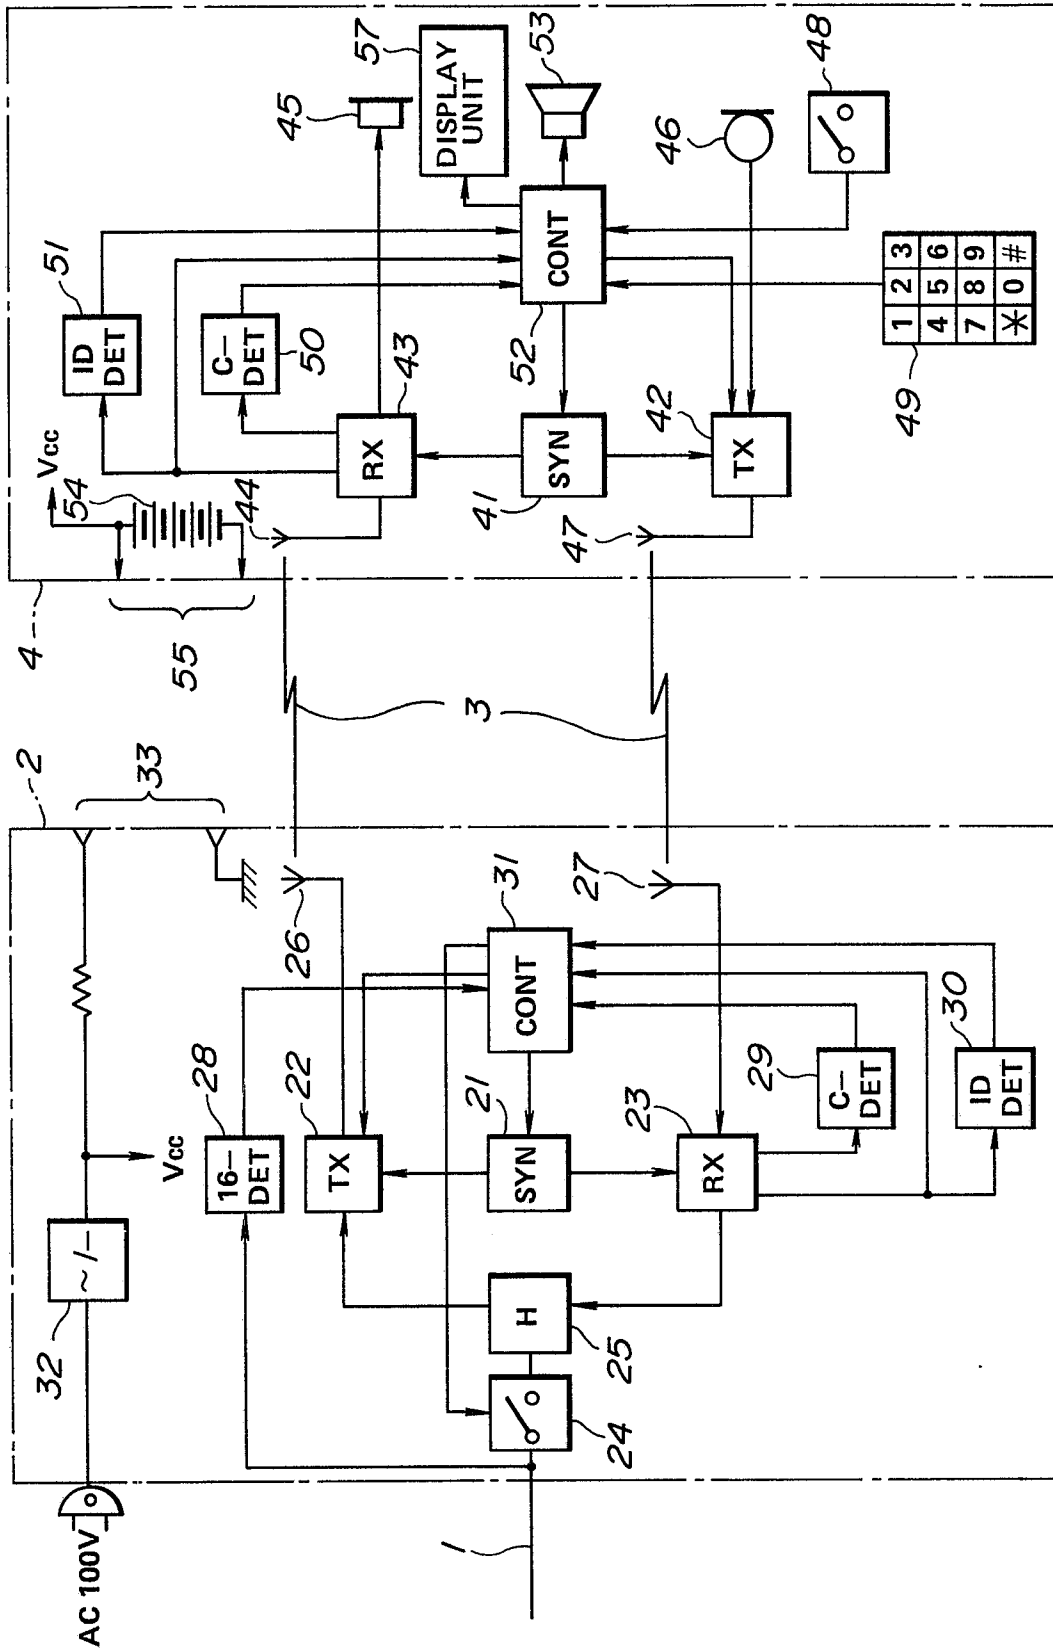 AC 100V
32
~/−
Vcc
33
2
28
16−
DET
22
TX
26
21
SYN
31
CONT
H
25
24
1
23
RX
27
29
C−
DET
30
ID
DET
3
4
55
Vcc
54
44
51
ID
DET
C−
DET
50
43
RX
45
57
DISPLAY
UNIT
53
41
SYN
52
CONT
47
42
TX
46
48
49
1 2 3
4 5 6
7 8 9
* 0 #